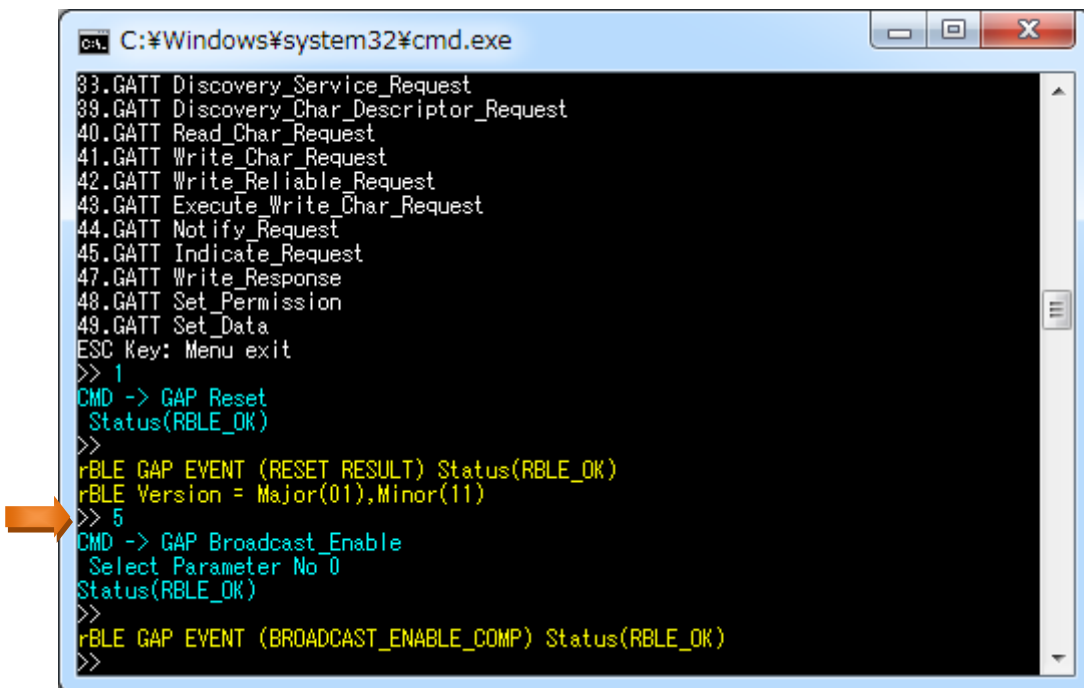 C:¥Windows¥system32¥cmd.exe
38.GATT Discovery_Service_Request
39.GATT Discovery_Char_Descriptor_Request
40.GATT Read_Char_Request
41.GATT Write_Char_Request
42.GATT Write_Reliable_Request
43.GATT Execute_Write_Char_Request
44.GATT Notify_Request
45.GATT Indicate_Request
47.GATT Write_Response
48.GATT Set_Permission
49.GATT Set_Data
ESC Key: Menu exit
>> 1
CMD -> GAP Reset
Status(RBLE_OK)
>>
rBLE GAP EVENT (RESET_RESULT) Status(RBLE_OK)
rBLE Version = Major(01),Minor(11)
>> 5
CMD -> GAP Broadcast_Enable
Select Parameter No 0
Status(RBLE_OK)
>>
rBLE GAP EVENT (BROADCAST_ENABLE_COMP) Status(RBLE_OK)
>>